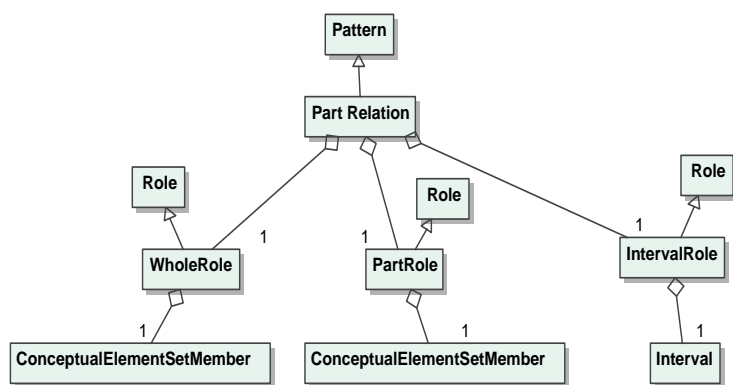 Pattern
Part Relation
Role
Role
Role
1
1
1
WholeRole
PartRole
IntervalRole
1
1
1
ConceptualElementSetMember
ConceptualElementSetMember
Interval